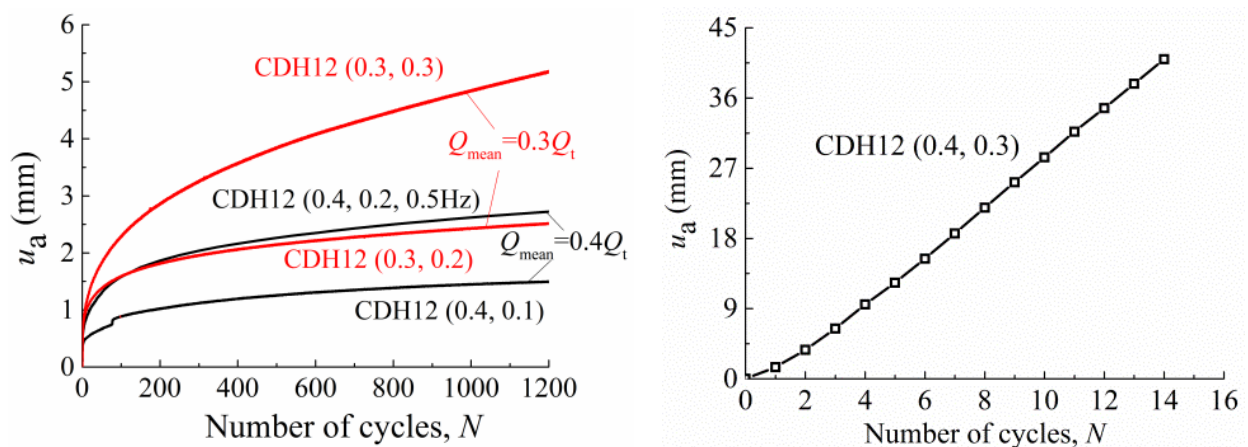 6
5
4
3
2
1
0
u_a (mm)
CDH12 (0.3, 0.3)
Q_mean=0.3Q_t
CDH12 (0.4, 0.2, 0.5Hz)
Q_mean=0.4Q_t
CDH12 (0.3, 0.2)
CDH12 (0.4, 0.1)
0 200 400 600 800 1000 1200
Number of cycles, N
45
36
27
18
9
0
u_a (mm)
CDH12 (0.4, 0.3)
0 2 4 6 8 10 12 14 16
Number of cycles, N